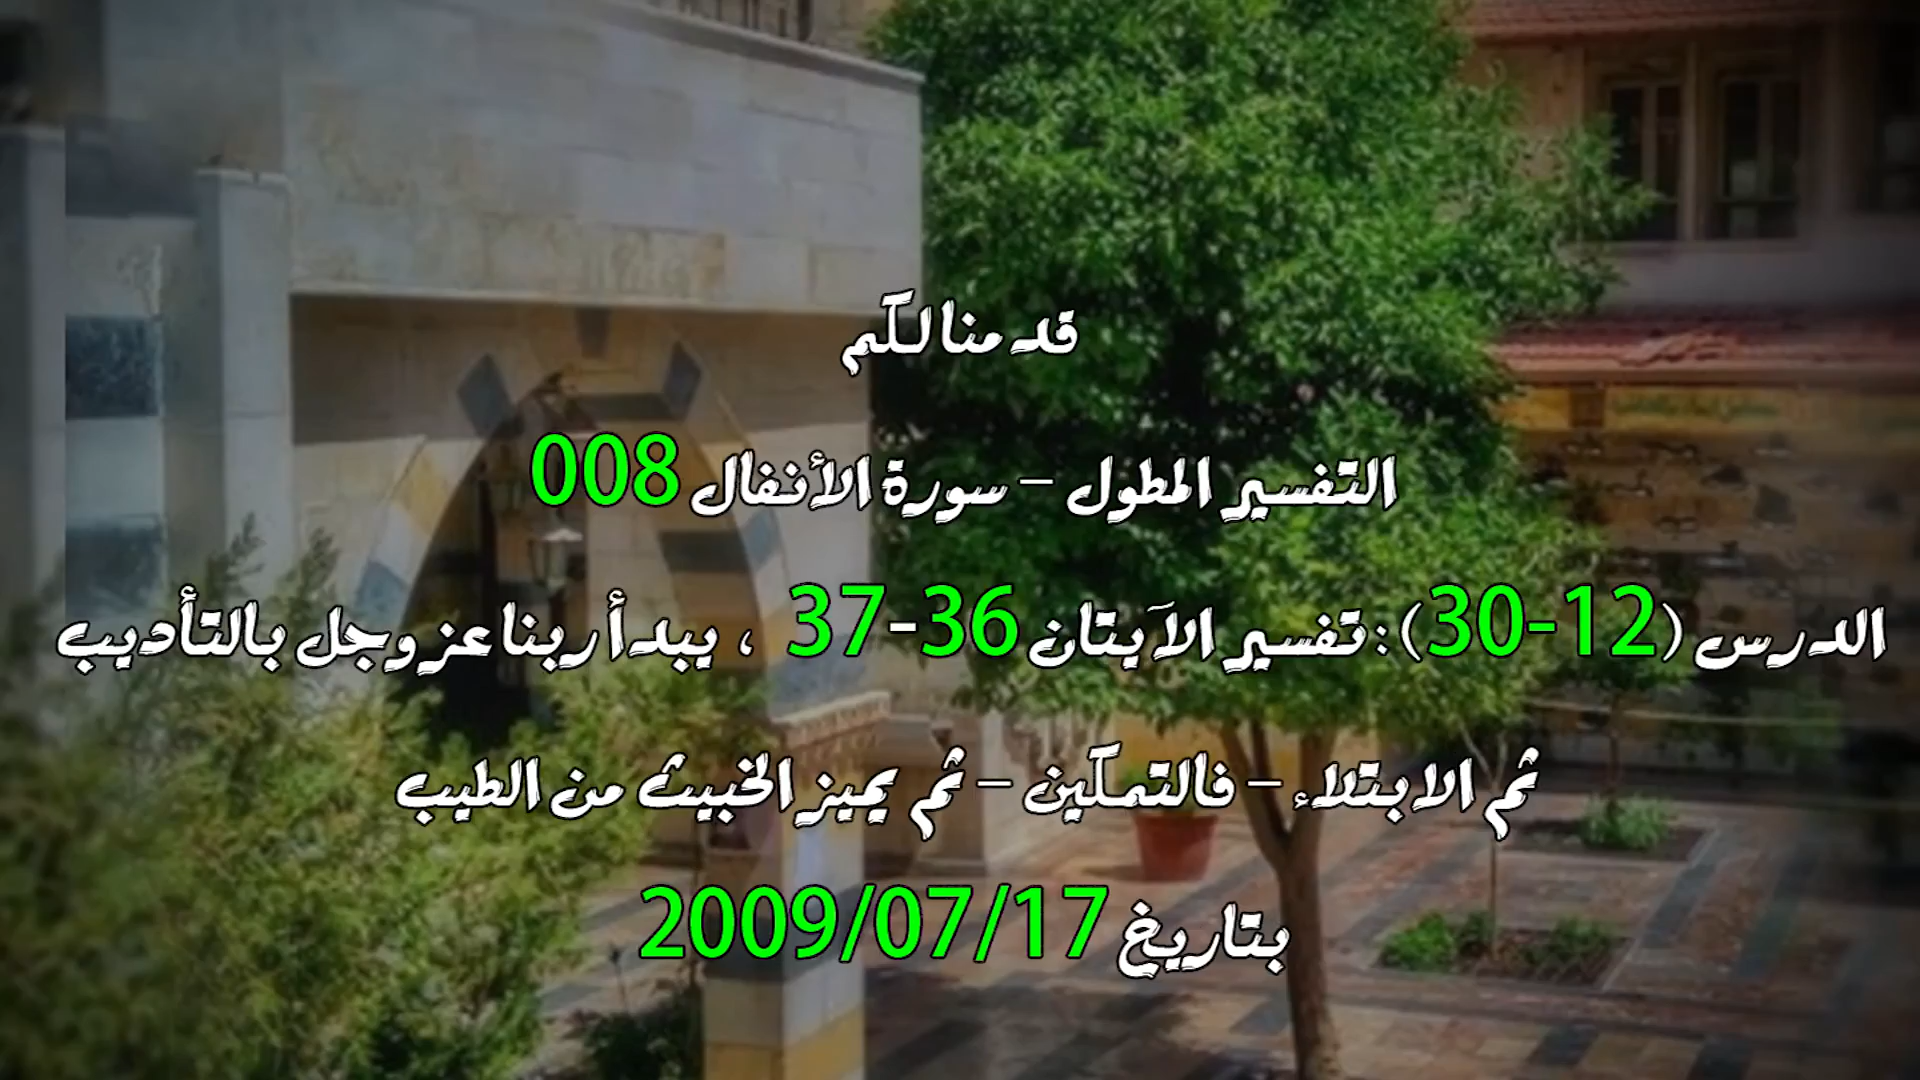 قدمنا لكم
التفسير المطول – سورة الأنفال 008
الدرس (12-30): تفسير الآيتان 36-37 ، يبدأ ربنا عز وجل بالتأديب
ثم الابتلاء – فالتمكين – ثم يميز الخبيث من الطيب
بتاريخ 2009/07/17